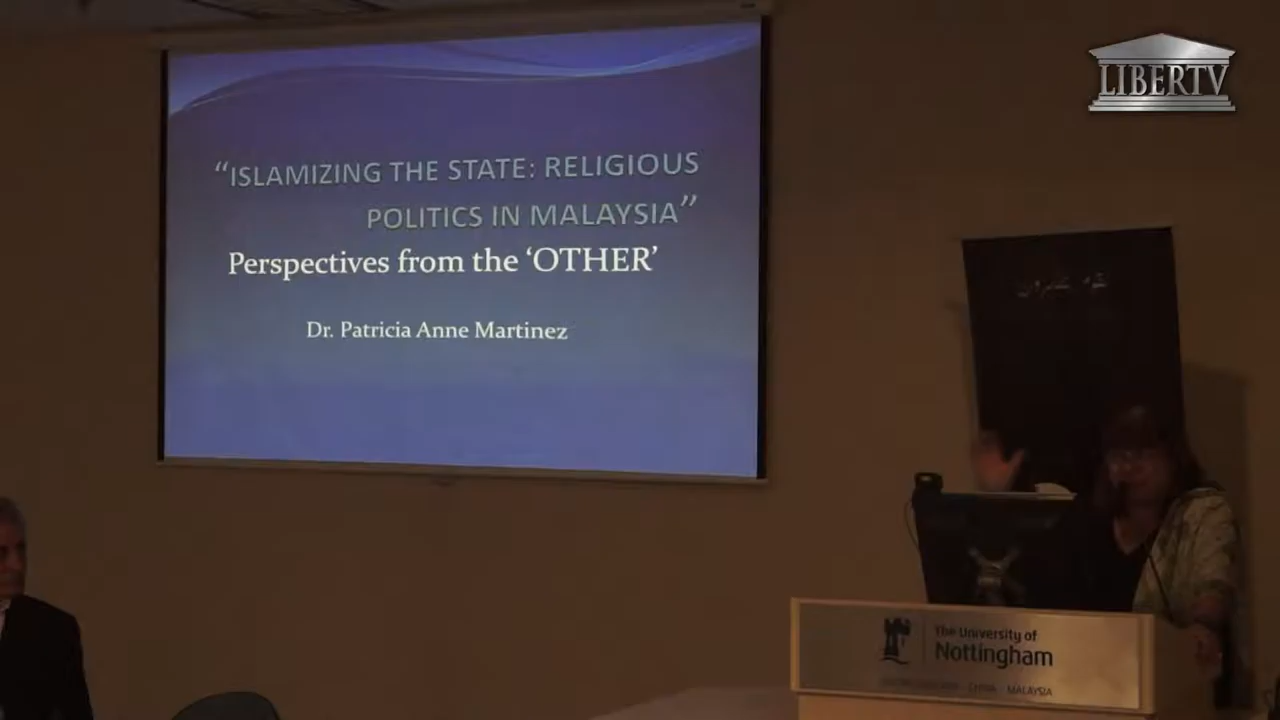 LIBERTV
“ISLAMIZING THE STATE: RELIGIOUS
POLITICS IN MALAYSIA”
Perspectives from the ‘OTHER’
Dr. Patricia Anne Martinez
The University of
Nottingham
MALAYSIA